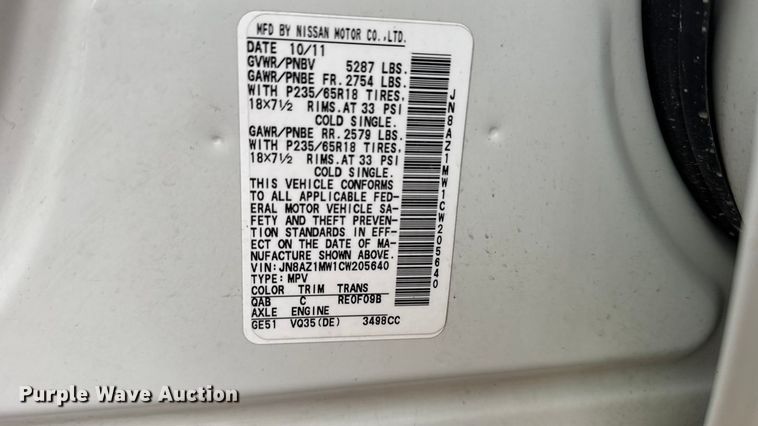 MFD BY NISSAN MOTOR CO.,LTD.
DATE 10/11
GVWR/PNBV 5287 LBS.
GAWR/PNBE FR. 2754 LBS.
WITH P235/65R18 TIRES,
18×7½ RIMS.AT 33 PSI
COLD SINGLE.
GAWR/PNBE RR. 2579 LBS.
WITH P235/65R18 TIRES,
18×7½ RIMS.AT 33 PSI
COLD SINGLE.
THIS VEHICLE CONFORMS
TO ALL APPLICABLE FED-
ERAL MOTOR VEHICLE SA-
FETY AND THEFT PREVEN-
TION STANDARDS IN EFF-
ECT ON THE DATE OF MA-
NUFACTURE SHOWN ABOVE.
VIN:JN8AZ1MW1CW205640
TYPE:MPV
COLOR TRIM TRANS
QAB C RE0F09B
AXLE ENGINE
GE51 VQ35(DE) 3498CC
JN8AZ1MW1CW205640
Purple Wave Auction